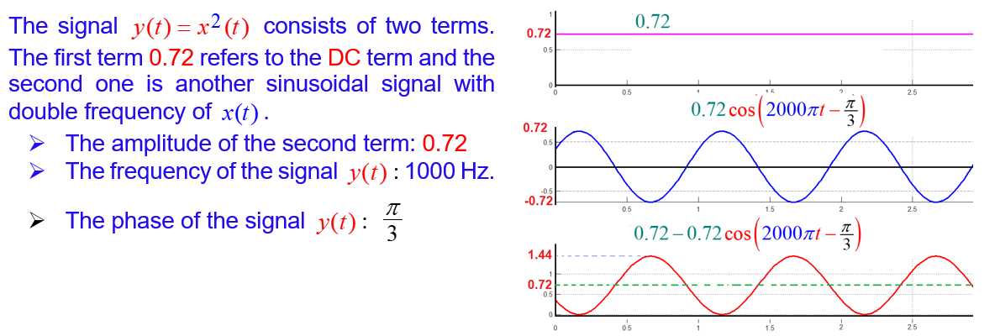 The signal y(t) = x²(t) consists of two terms.
The first term 0.72 refers to the DC term and the
second one is another sinusoidal signal with
double frequency of x(t).
➢ The amplitude of the second term: 0.72
➢ The frequency of the signal y(t) : 1000 Hz.
➢ The phase of the signal y(t) : π/3
0.72
1
0.72
0.5
0
0 0.5 1 1.5 2 2.5
0.72 cos(2000πt − π/3)
0.72
0.5
0
-0.5
-0.72
0.5 1 1.5 2 2.5
0.72 − 0.72 cos(2000πt − π/3)
1.44
1
0.72
0.5
0
0 0.5 1 1.5 2 2.5